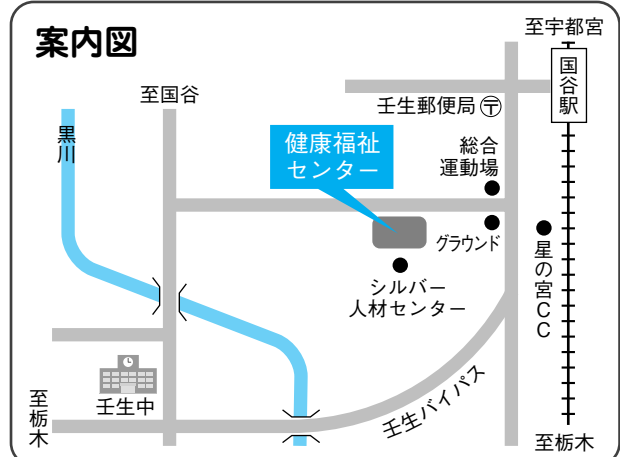 案内図
至宇都宮
国谷駅
至国谷
壬生郵便局〒
黒川
健康福祉
センター
総合
運動場
グラウンド
星の宮CC
シルバー
人材センター
壬生バイパス
壬生中
至栃木
至栃木